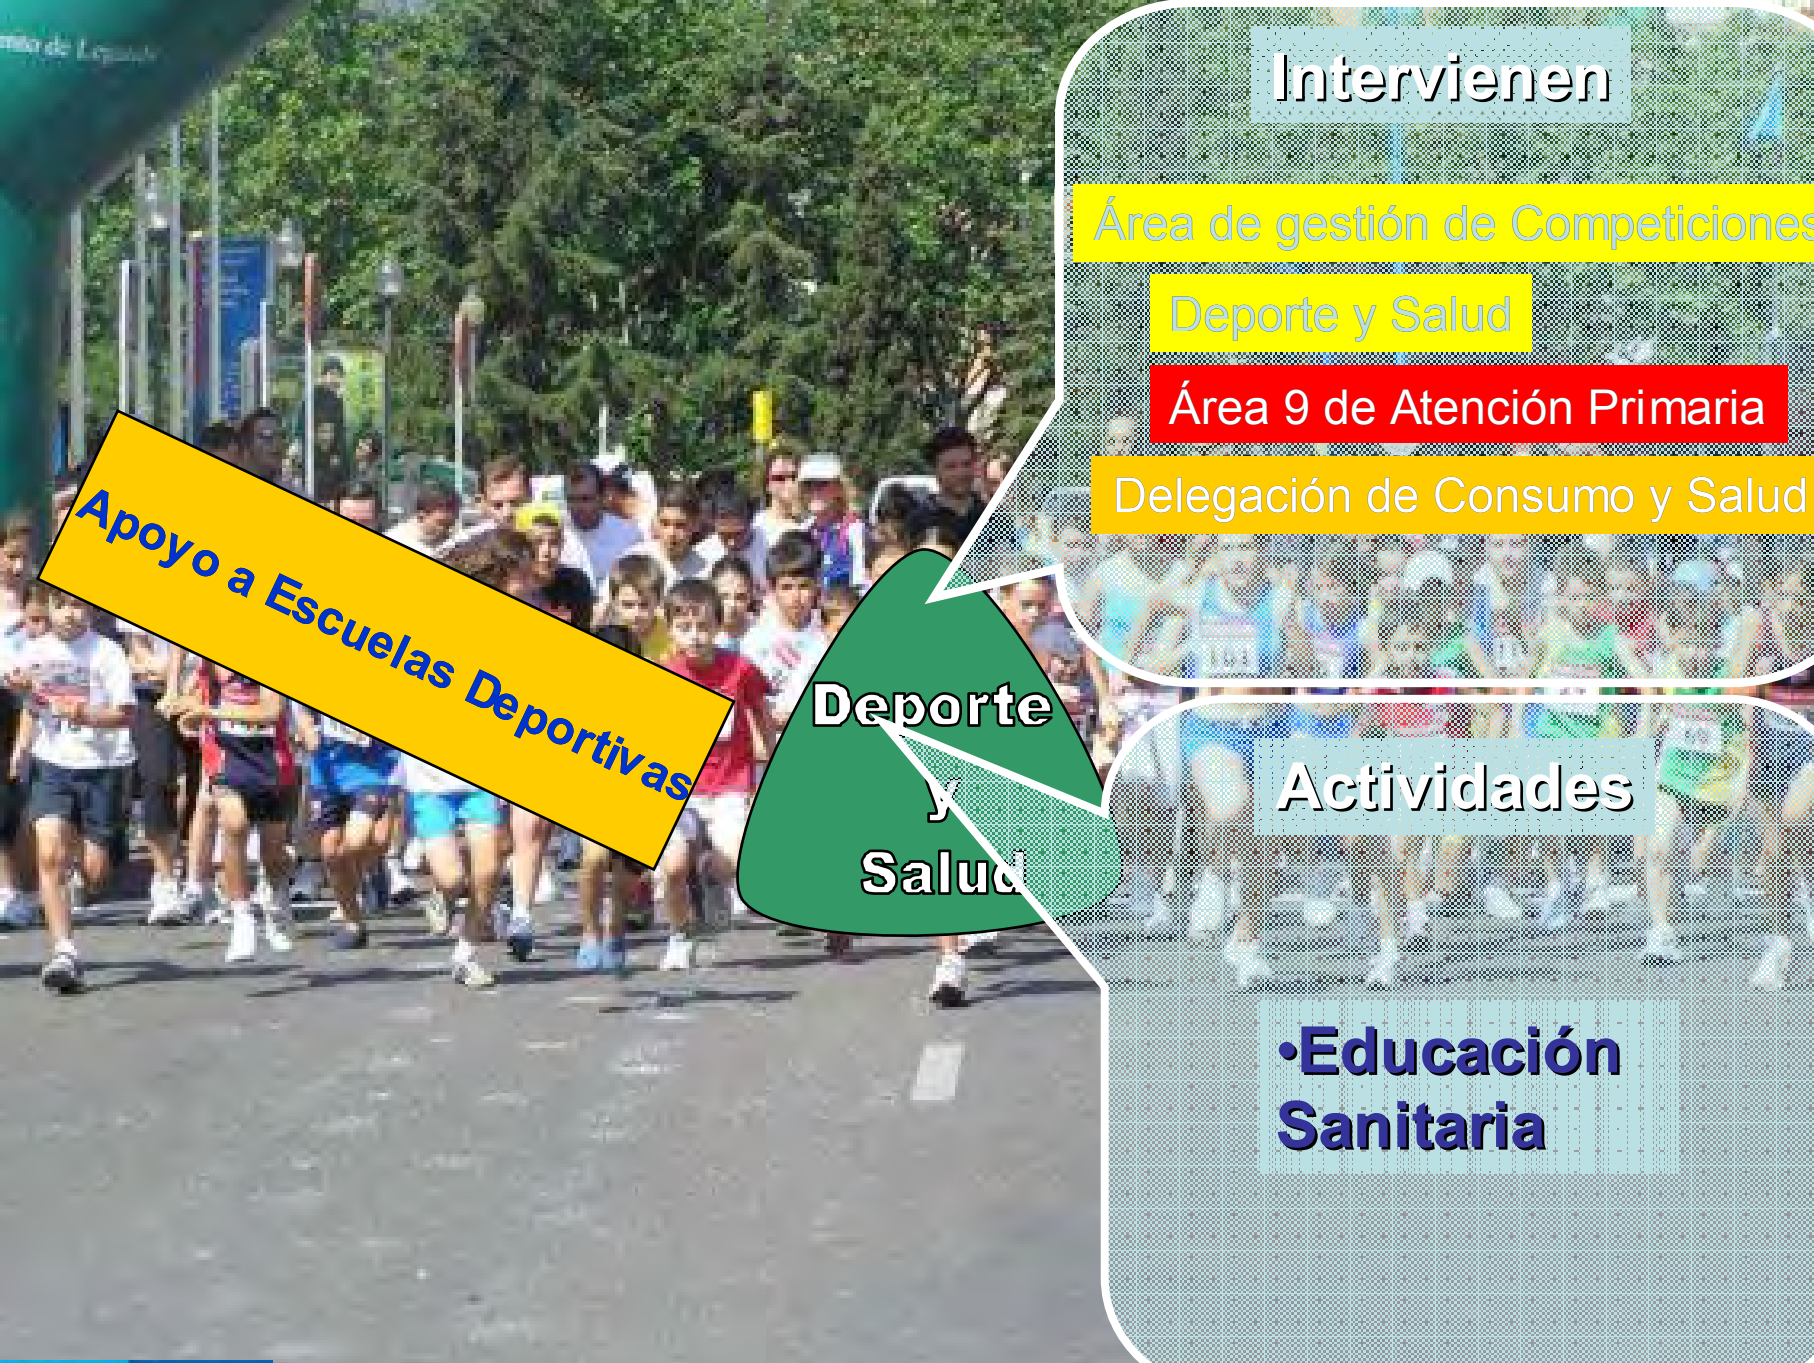 Intervienen
Área de gestión de Competiciones
Deporte y Salud
Área 9 de Atención Primaria
Delegación de Consumo y Salud
Apoyo a Escuelas Deportivas
Deporte
y
Salud
Actividades
•Educación
Sanitaria